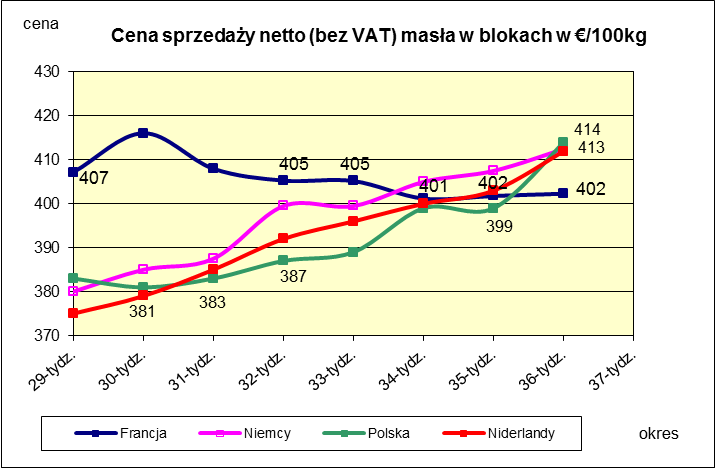 cena
Cena sprzedaży netto (bez VAT) masła w blokach w €/100kg
430
420
410
400
390
380
370
407
405
405
401
402
402
414
413
399
387
383
381
29-tydz.
30-tydz.
31-tydz.
32-tydz.
33-tydz.
34-tydz.
35-tydz.
36-tydz.
37-tydz.
Francja
Niemcy
Polska
Niderlandy
okres